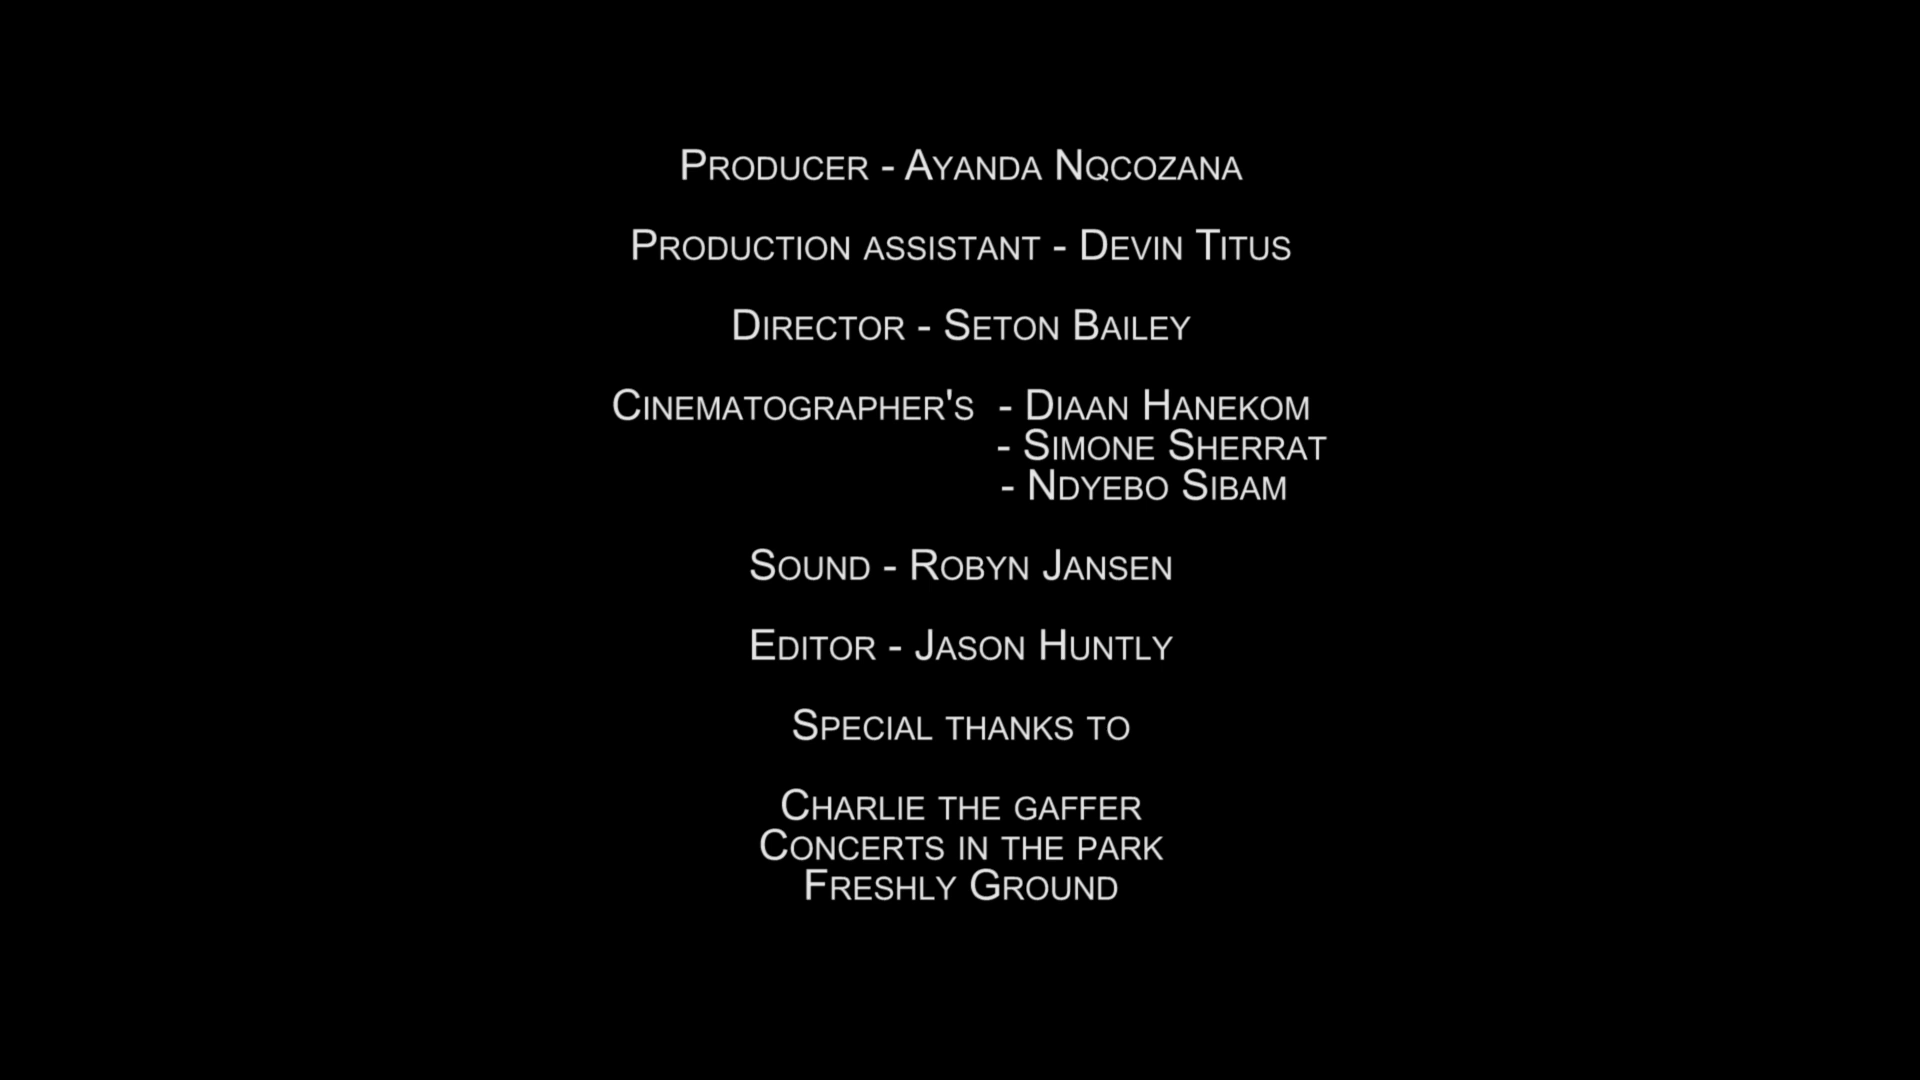 Producer - Ayanda Nqcozana
Production assistant - Devin Titus
Director - Seton Bailey
Cinematographer's - Diaan Hanekom
- Simone Sherrat
- Ndyebo Sibam
Sound - Robyn Jansen
Editor - Jason Huntly
Special thanks to
Charlie the gaffer
Concerts in the park
Freshly Ground